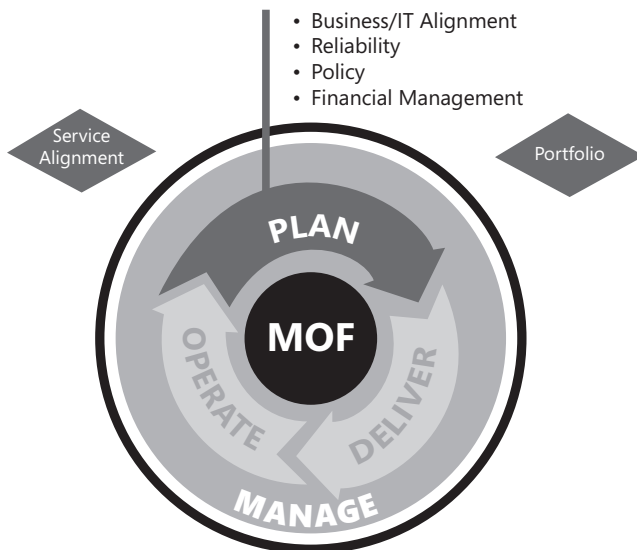 • Business/IT Alignment
• Reliability
• Policy
• Financial Management
Service
Alignment
Portfolio
PLAN
MOF
OPERATE
DELIVER
MANAGE